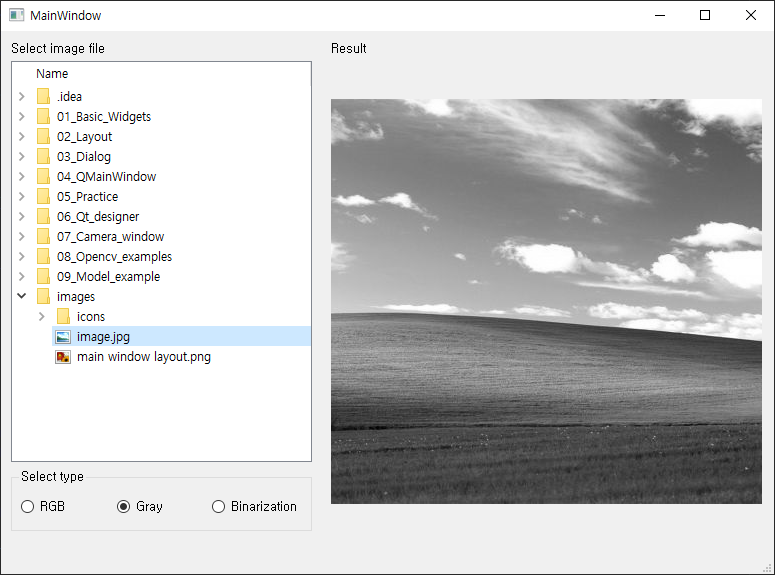 MainWindow
Select image file
Result
Name
.idea
01_Basic_Widgets
02_Layout
03_Dialog
04_QMainWindow
05_Practice
06_Qt_designer
07_Camera_window
08_Opencv_examples
09_Model_example
images
icons
image.jpg
main window layout.png
Select type
RGB
Gray
Binarization